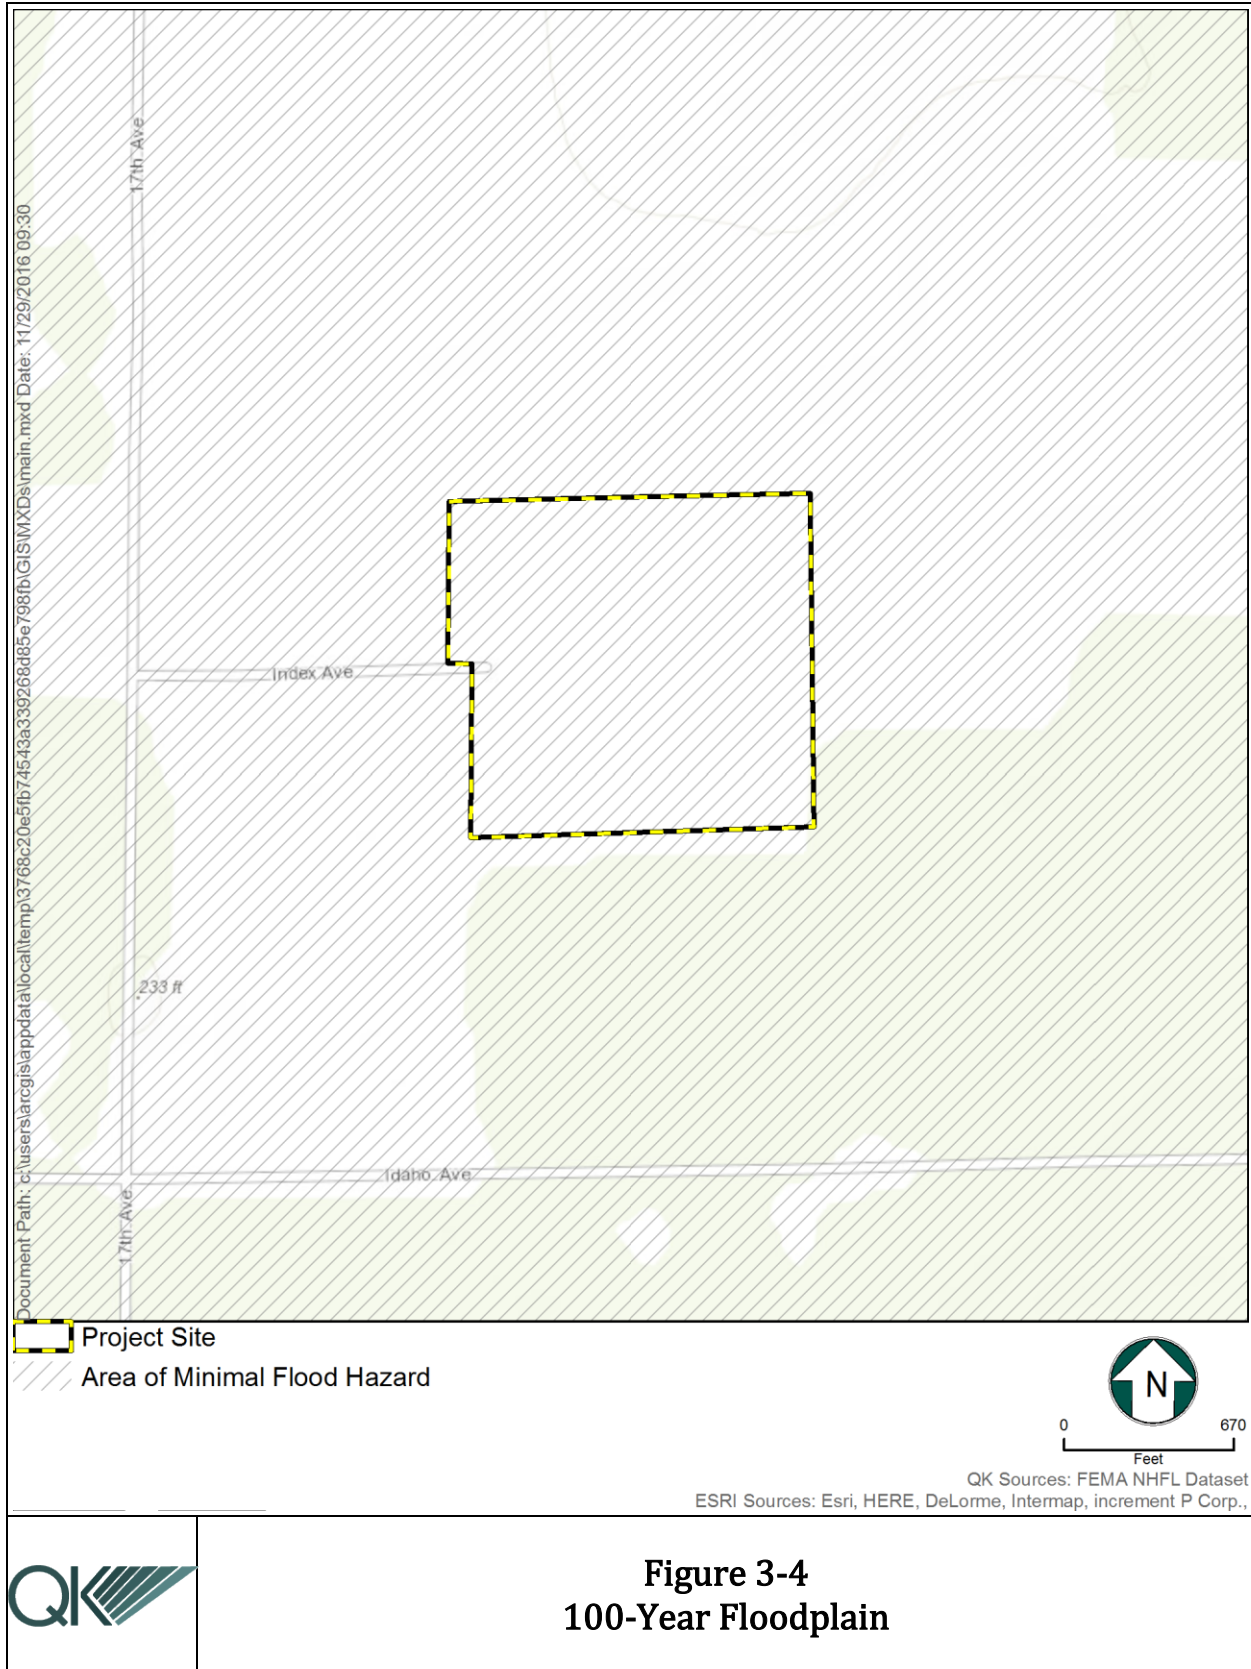 17th Ave
Document Path: c:\users\arcgis\appdata\local\temp\3768c20e5fb74543a339268d85e798fb\GIS\MXDs\main.mxd Date: 11/29/2016 09:30
Index Ave
233 ft
Idaho Ave
17th Ave
Project Site
Area of Minimal Flood Hazard
N
0 670
Feet
QK Sources: FEMA NHFL Dataset
ESRI Sources: Esri, HERE, DeLorme, Intermap, increment P Corp.,
QK
Figure 3-4
100-Year Floodplain